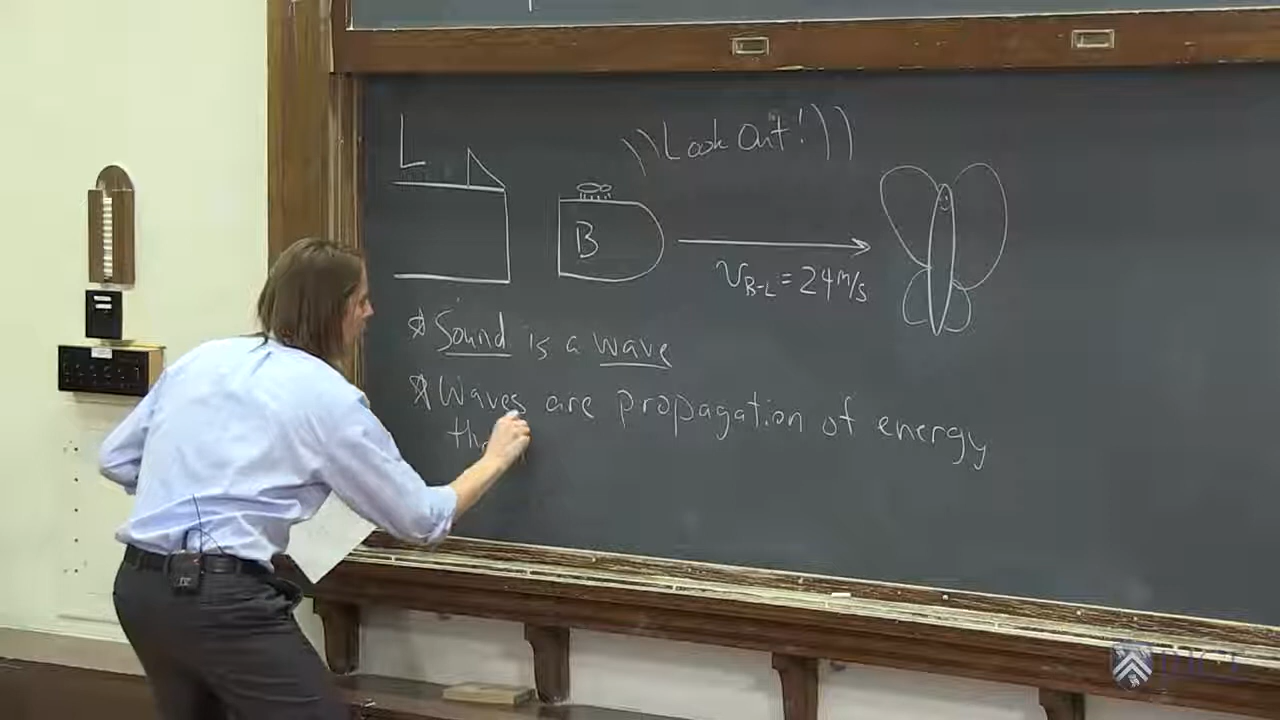 L
Look Out!
B
v_B-L = 24 m/s
* Sound is a wave
* Waves are propagation of energy
th